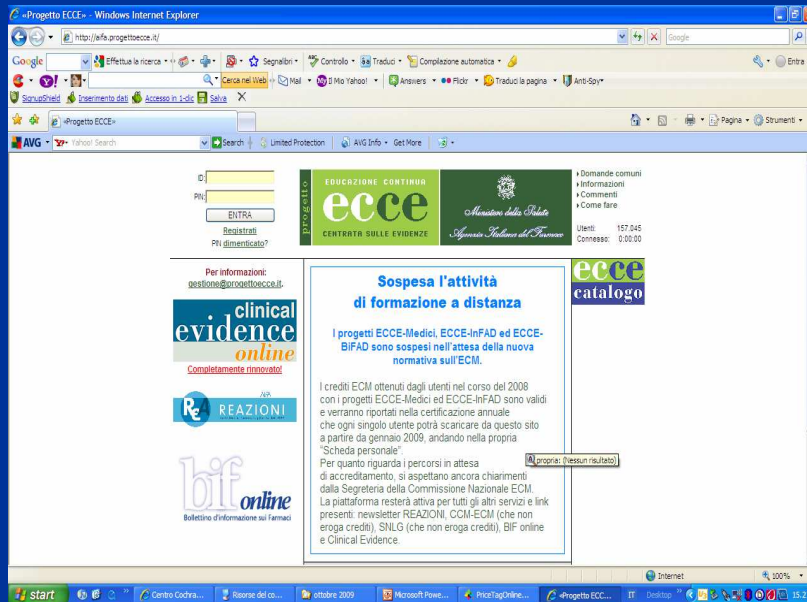 «Progetto ECCE» - Windows Internet Explorer
http://aifa.progettoecce.it/
Google
Google
Effettua la ricerca
Segnalibri
Controllo
Traduci
Compilazione automatica
Entra
Cerca nel Web
Mail
Il Mio Yahoo!
Answers
Flickr
Traduci la pagina
Anti-Spy
SignupShield
Inserimento dati
Accesso in 1-clic
Salva
«Progetto ECCE»
Pagina
Strumenti
AVG
Yahoo! Search
Search
Limited Protection
AVG Info
Get More
ID:
PIN:
ENTRA
Registrati
PIN dimenticato?
progetto
EDUCAZIONE CONTINUA
ecce
CENTRATA SULLE EVIDENZE
Ministero della Salute
Agenzia Italiana del Farmaco
Domande comuni
Informazioni
Commenti
Come fare
Utenti: 157.045
Connesso: 0:00:00
Per informazioni:
gestione@progettoecce.it.
clinical
evidence
online
Completamente rinnovato!
REAZIONI
bif
online
Bollettino d'informazione sui Farmaci
Sospesa l'attività
di formazione a distanza
I progetti ECCE-Medici, ECCE-InFAD ed ECCE-
BiFAD sono sospesi nell'attesa della nuova
normativa sull'ECM.
I crediti ECM ottenuti dagli utenti nel corso del 2008
con i progetti ECCE-Medici ed ECCE-InFAD sono validi
e verranno riportati nella certificazione annuale
che ogni singolo utente potrà scaricare da questo sito
a partire da gennaio 2009, andando nella propria
"Scheda personale".
Per quanto riguarda i percorsi in attesa
di accreditamento, si aspettano ancora chiarimenti
dalla Segreteria della Commissione Nazionale ECM.
La piattaforma resterà attiva per tutti gli altri servizi e link
presenti: newsletter REAZIONI, CCM-ECM (che non
eroga crediti), SNLG (che non eroga crediti), BIF online
e Clinical Evidence.
propria: (Nessun risultato)
ecce
catalogo
Internet
100%
start
Centro Cochra...
Risorse del co...
ottobre 2009
Microsoft Powe...
PriceTagOnline...
«Progetto ECC...
IT
Desktop